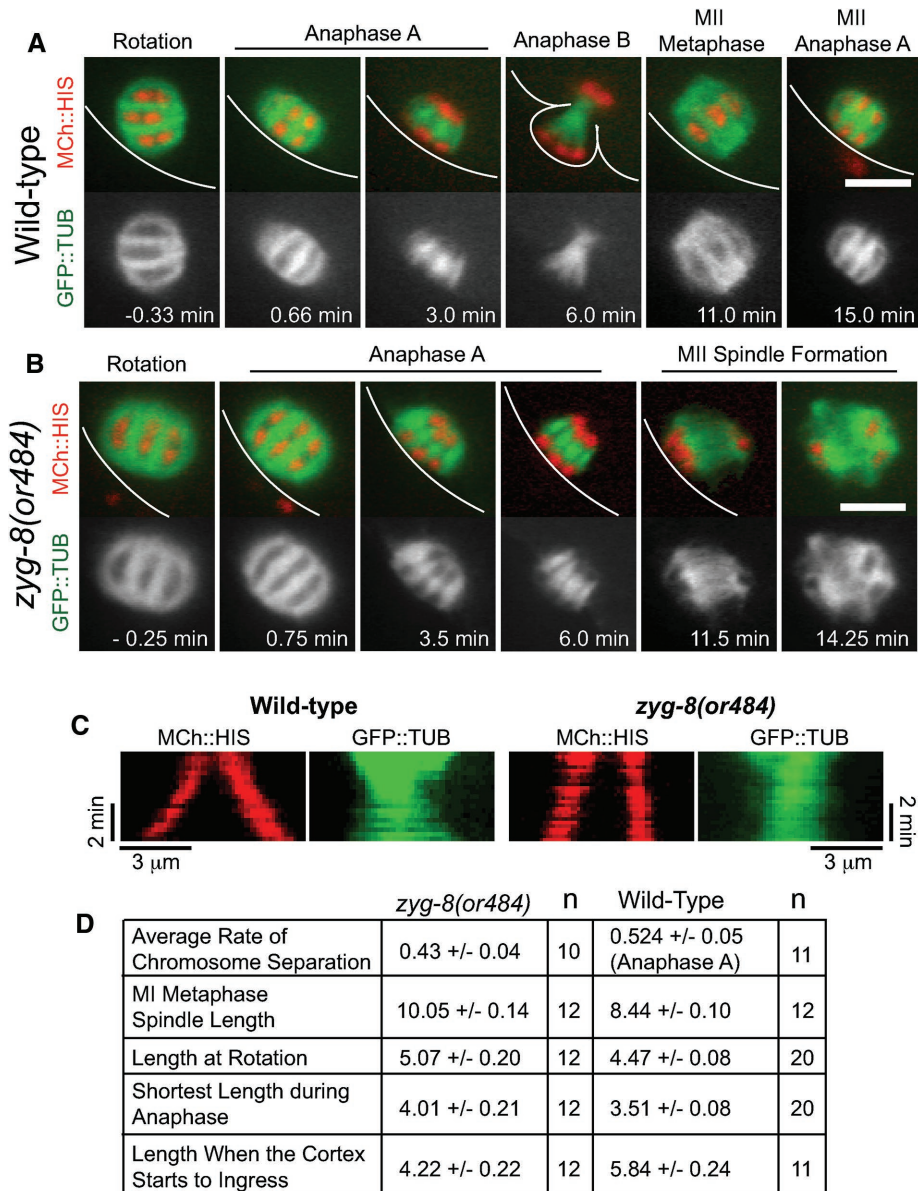 A
Rotation
Anaphase A
Anaphase B
MII
Metaphase
MII
Anaphase A
Wild-type
MCh::HIS
GFP::TUB
-0.33 min
0.66 min
3.0 min
6.0 min
11.0 min
15.0 min
B
Rotation
Anaphase A
MII Spindle Formation
zyg-8(or484)
MCh::HIS
GFP::TUB
- 0.25 min
0.75 min
3.5 min
6.0 min
11.5 min
14.25 min
C
Wild-type
zyg-8(or484)
MCh::HIS
GFP::TUB
MCh::HIS
GFP::TUB
2 min
2 min
3 μm
3 μm
D
zyg-8(or484) n Wild-Type n
Average Rate of
Chromosome Separation
0.43 +/- 0.04 10
0.524 +/- 0.05
(Anaphase A)
11
MI Metaphase
Spindle Length
10.05 +/- 0.14 12 8.44 +/- 0.10 12
Length at Rotation 5.07 +/- 0.20 12 4.47 +/- 0.08 20
Shortest Length during
Anaphase
4.01 +/- 0.21 12 3.51 +/- 0.08 20
Length When the Cortex
Starts to Ingress
4.22 +/- 0.22 12 5.84 +/- 0.24 11